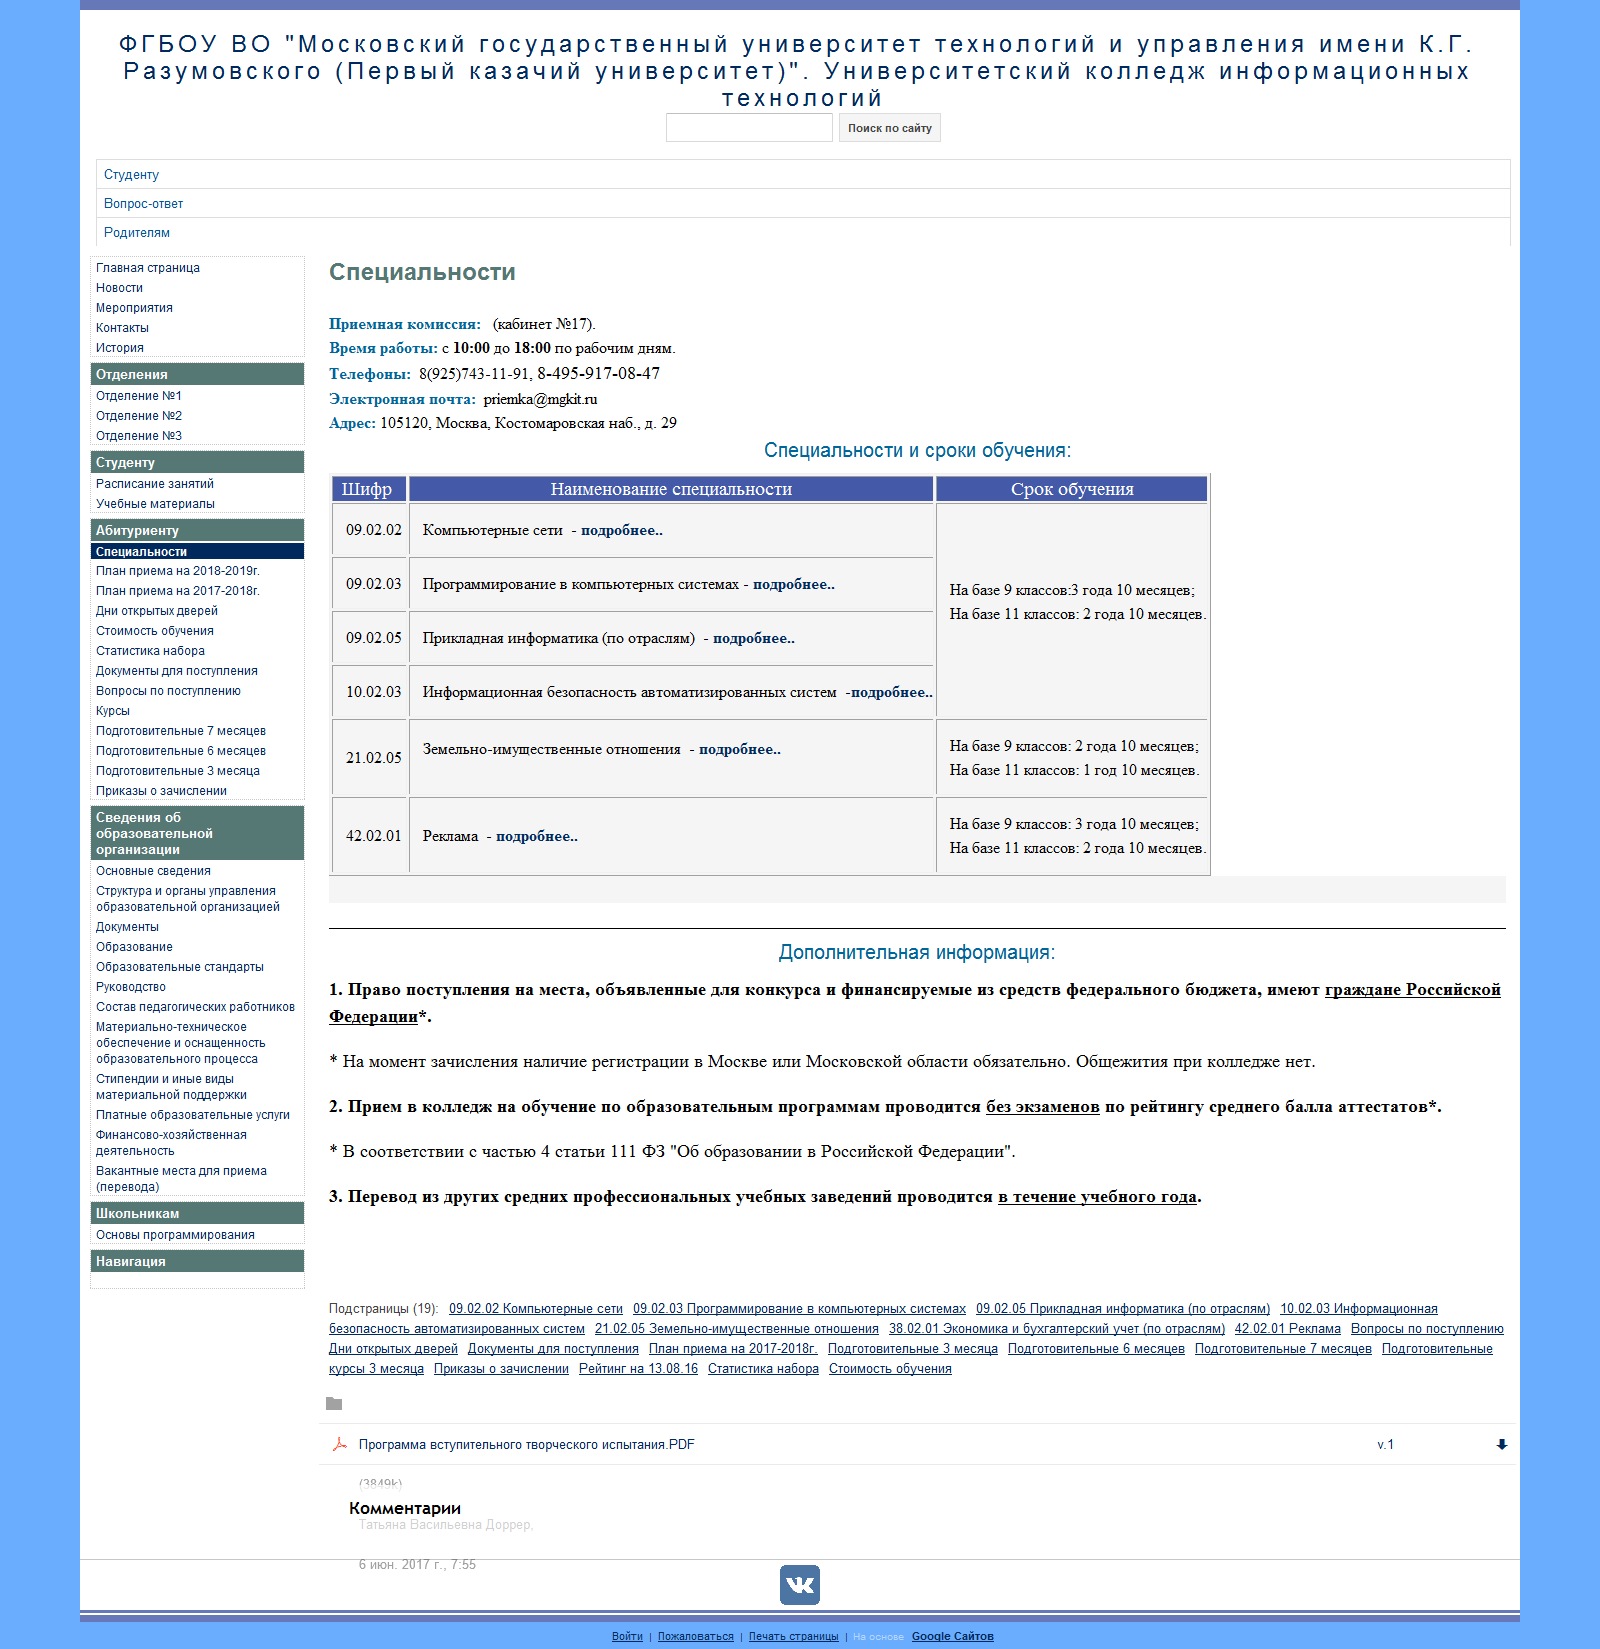 ФГБОУ ВО "Московский государственный университет технологий и управления имени К.Г.
Разумовского (Первый казачий университет)". Университетский колледж информационных
технологий
Поиск по сайту
Студенту
Вопрос-ответ
Родителям
Главная страница
Новости
Мероприятия
Контакты
История
Отделения
Отделение №1
Отделение №2
Отделение №3
Студенту
Расписание занятий
Учебные материалы
Абитуриенту
Специальности
План приема на 2018-2019г.
План приема на 2017-2018г.
Дни открытых дверей
Стоимость обучения
Статистика набора
Документы для поступления
Вопросы по поступлению
Курсы
Подготовительные 7 месяцев
Подготовительные 6 месяцев
Подготовительные 3 месяца
Приказы о зачислении
Сведения об
образовательной
организации
Основные сведения
Структура и органы управления
образовательной организацией
Документы
Образование
Образовательные стандарты
Руководство
Состав педагогических работников
Материально-техническое
обеспечение и оснащенность
образовательного процесса
Стипендии и иные виды
материальной поддержки
Платные образовательные услуги
Финансово-хозяйственная
деятельность
Вакантные места для приема
(перевода)
Школьникам
Основы программирования
Навигация
Специальности
Приемная комиссия: (кабинет №17).
Время работы: с 10:00 до 18:00 по рабочим дням.
Телефоны: 8(925)743-11-91, 8-495-917-08-47
Электронная почта: priemka@mgkit.ru
Адрес: 105120, Москва, Костомаровская наб., д. 29
Специальности и сроки обучения:
Шифр Наименование специальности Срок обучения
09.02.02 Компьютерные сети - подробнее..
09.02.03 Программирование в компьютерных системах - подробнее..
На базе 9 классов:3 года 10 месяцев;
На базе 11 классов: 2 года 10 месяцев.
09.02.05 Прикладная информатика (по отраслям) - подробнее..
10.02.03 Информационная безопасность автоматизированных систем -подробнее..
21.02.05 Земельно-имущественные отношения - подробнее..
На базе 9 классов: 2 года 10 месяцев;
На базе 11 классов: 1 год 10 месяцев.
42.02.01 Реклама - подробнее..
На базе 9 классов: 3 года 10 месяцев;
На базе 11 классов: 2 года 10 месяцев.
Дополнительная информация:
1. Право поступления на места, объявленные для конкурса и финансируемые из средств федерального бюджета, имеют граждане Российской
Федерации*.
* На момент зачисления наличие регистрации в Москве или Московской области обязательно. Общежития при колледже нет.
2. Прием в колледж на обучение по образовательным программам проводится без экзаменов по рейтингу среднего балла аттестатов*.
* В соответствии с частью 4 статьи 111 ФЗ "Об образовании в Российской Федерации".
3. Перевод из других средних профессиональных учебных заведений проводится в течение учебного года.
Подстраницы (19): 09.02.02 Компьютерные сети 09.02.03 Программирование в компьютерных системах 09.02.05 Прикладная информатика (по отраслям) 10.02.03 Информационная
безопасность автоматизированных систем 21.02.05 Земельно-имущественные отношения 38.02.01 Экономика и бухгалтерский учет (по отраслям) 42.02.01 Реклама Вопросы по поступлению
Дни открытых дверей Документы для поступления План приема на 2017-2018г. Подготовительные 3 месяца Подготовительные 6 месяцев Подготовительные 7 месяцев Подготовительные
курсы 3 месяца Приказы о зачислении Рейтинг на 13.08.16 Статистика набора Стоимость обучения
Программа вступительного творческого испытания.PDF v.1
(3849k)
Комментарии
Татьяна Васильевна Доррер,
6 июн. 2017 г., 7:55
Войти | Пожаловаться | Печать страницы | На основе Google Сайтов